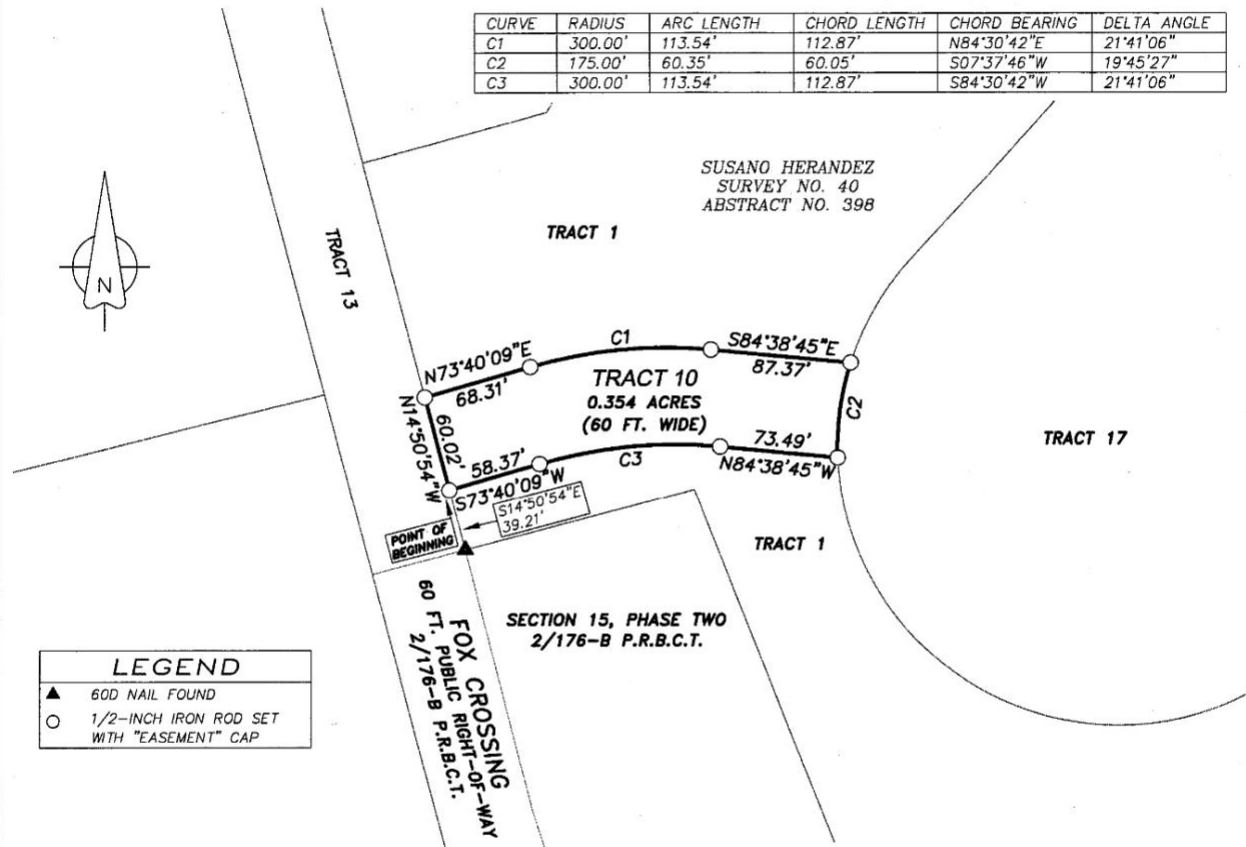 CURVE RADIUS ARC LENGTH CHORD LENGTH CHORD BEARING DELTA ANGLE
C1 300.00' 113.54' 112.87' N84°30'42"E 21°41'06"
C2 175.00' 60.35' 60.05' S07°37'46"W 19°45'27"
C3 300.00' 113.54' 112.87' S84°30'42"W 21°41'06"
SUSANO HERANDEZ
SURVEY NO. 40
ABSTRACT NO. 398
TRACT 1
TRACT 13
N
N73°40'09"E
68.31'
C1
S84°38'45"E
87.37'
TRACT 10
0.354 ACRES
(60 FT. WIDE)
C2
N14°50'54"W
60.02'
58.37'
S73°40'09"W
C3
73.49'
N84°38'45"W
TRACT 17
S14°50'54"E
39.21'
POINT OF
BEGINNING
TRACT 1
SECTION 15, PHASE TWO
2/176-B P.R.B.C.T.
FOX CROSSING
60 FT. PUBLIC RIGHT-OF-WAY
2/176-B P.R.B.C.T.
LEGEND
60D NAIL FOUND
1/2-INCH IRON ROD SET
WITH "EASEMENT" CAP